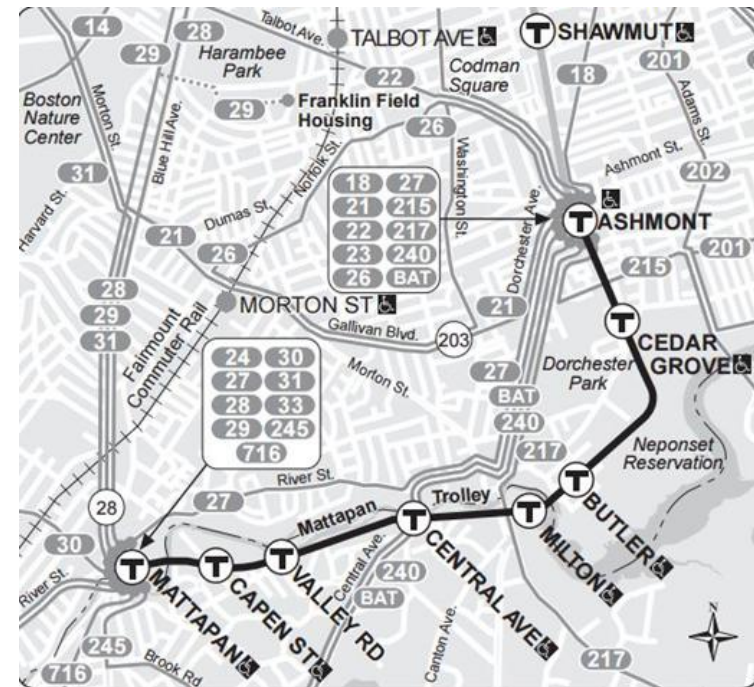 14
29
28
Talbot Ave.
TALBOT AVE
SHAWMUT
Harambee
Park
22
Codman
Square
18
201
Adams St.
Boston
Nature
Center
Morton St.
29
Franklin Field
Housing
26
Blue Hill Ave.
Norfolk St.
Washington St.
Ashmont St.
31
Harvard St.
Dumas St.
18 27
21 215
22 217
23 240
26 BAT
202
ASHMONT
21
26
Dorchester Ave.
201
215
28
29
31
MORTON ST
21
Gallivan Blvd.
203
CEDAR
GROVE
Fairmount
Commuter Rail
24 30
27 31
28 33
29 245
716
Morton St.
27
BAT
240
217
Dorchester
Park
Neponset
Reservation
28
27
River St.
Mattapan
Trolley
BUTLER
MILTON
CENTRAL AVE
VALLEY RD
CAPEN ST
MATTAPAN
30
River St.
Central Ave.
240
BAT
Canton Ave.
N
245
716
Brook Rd
217